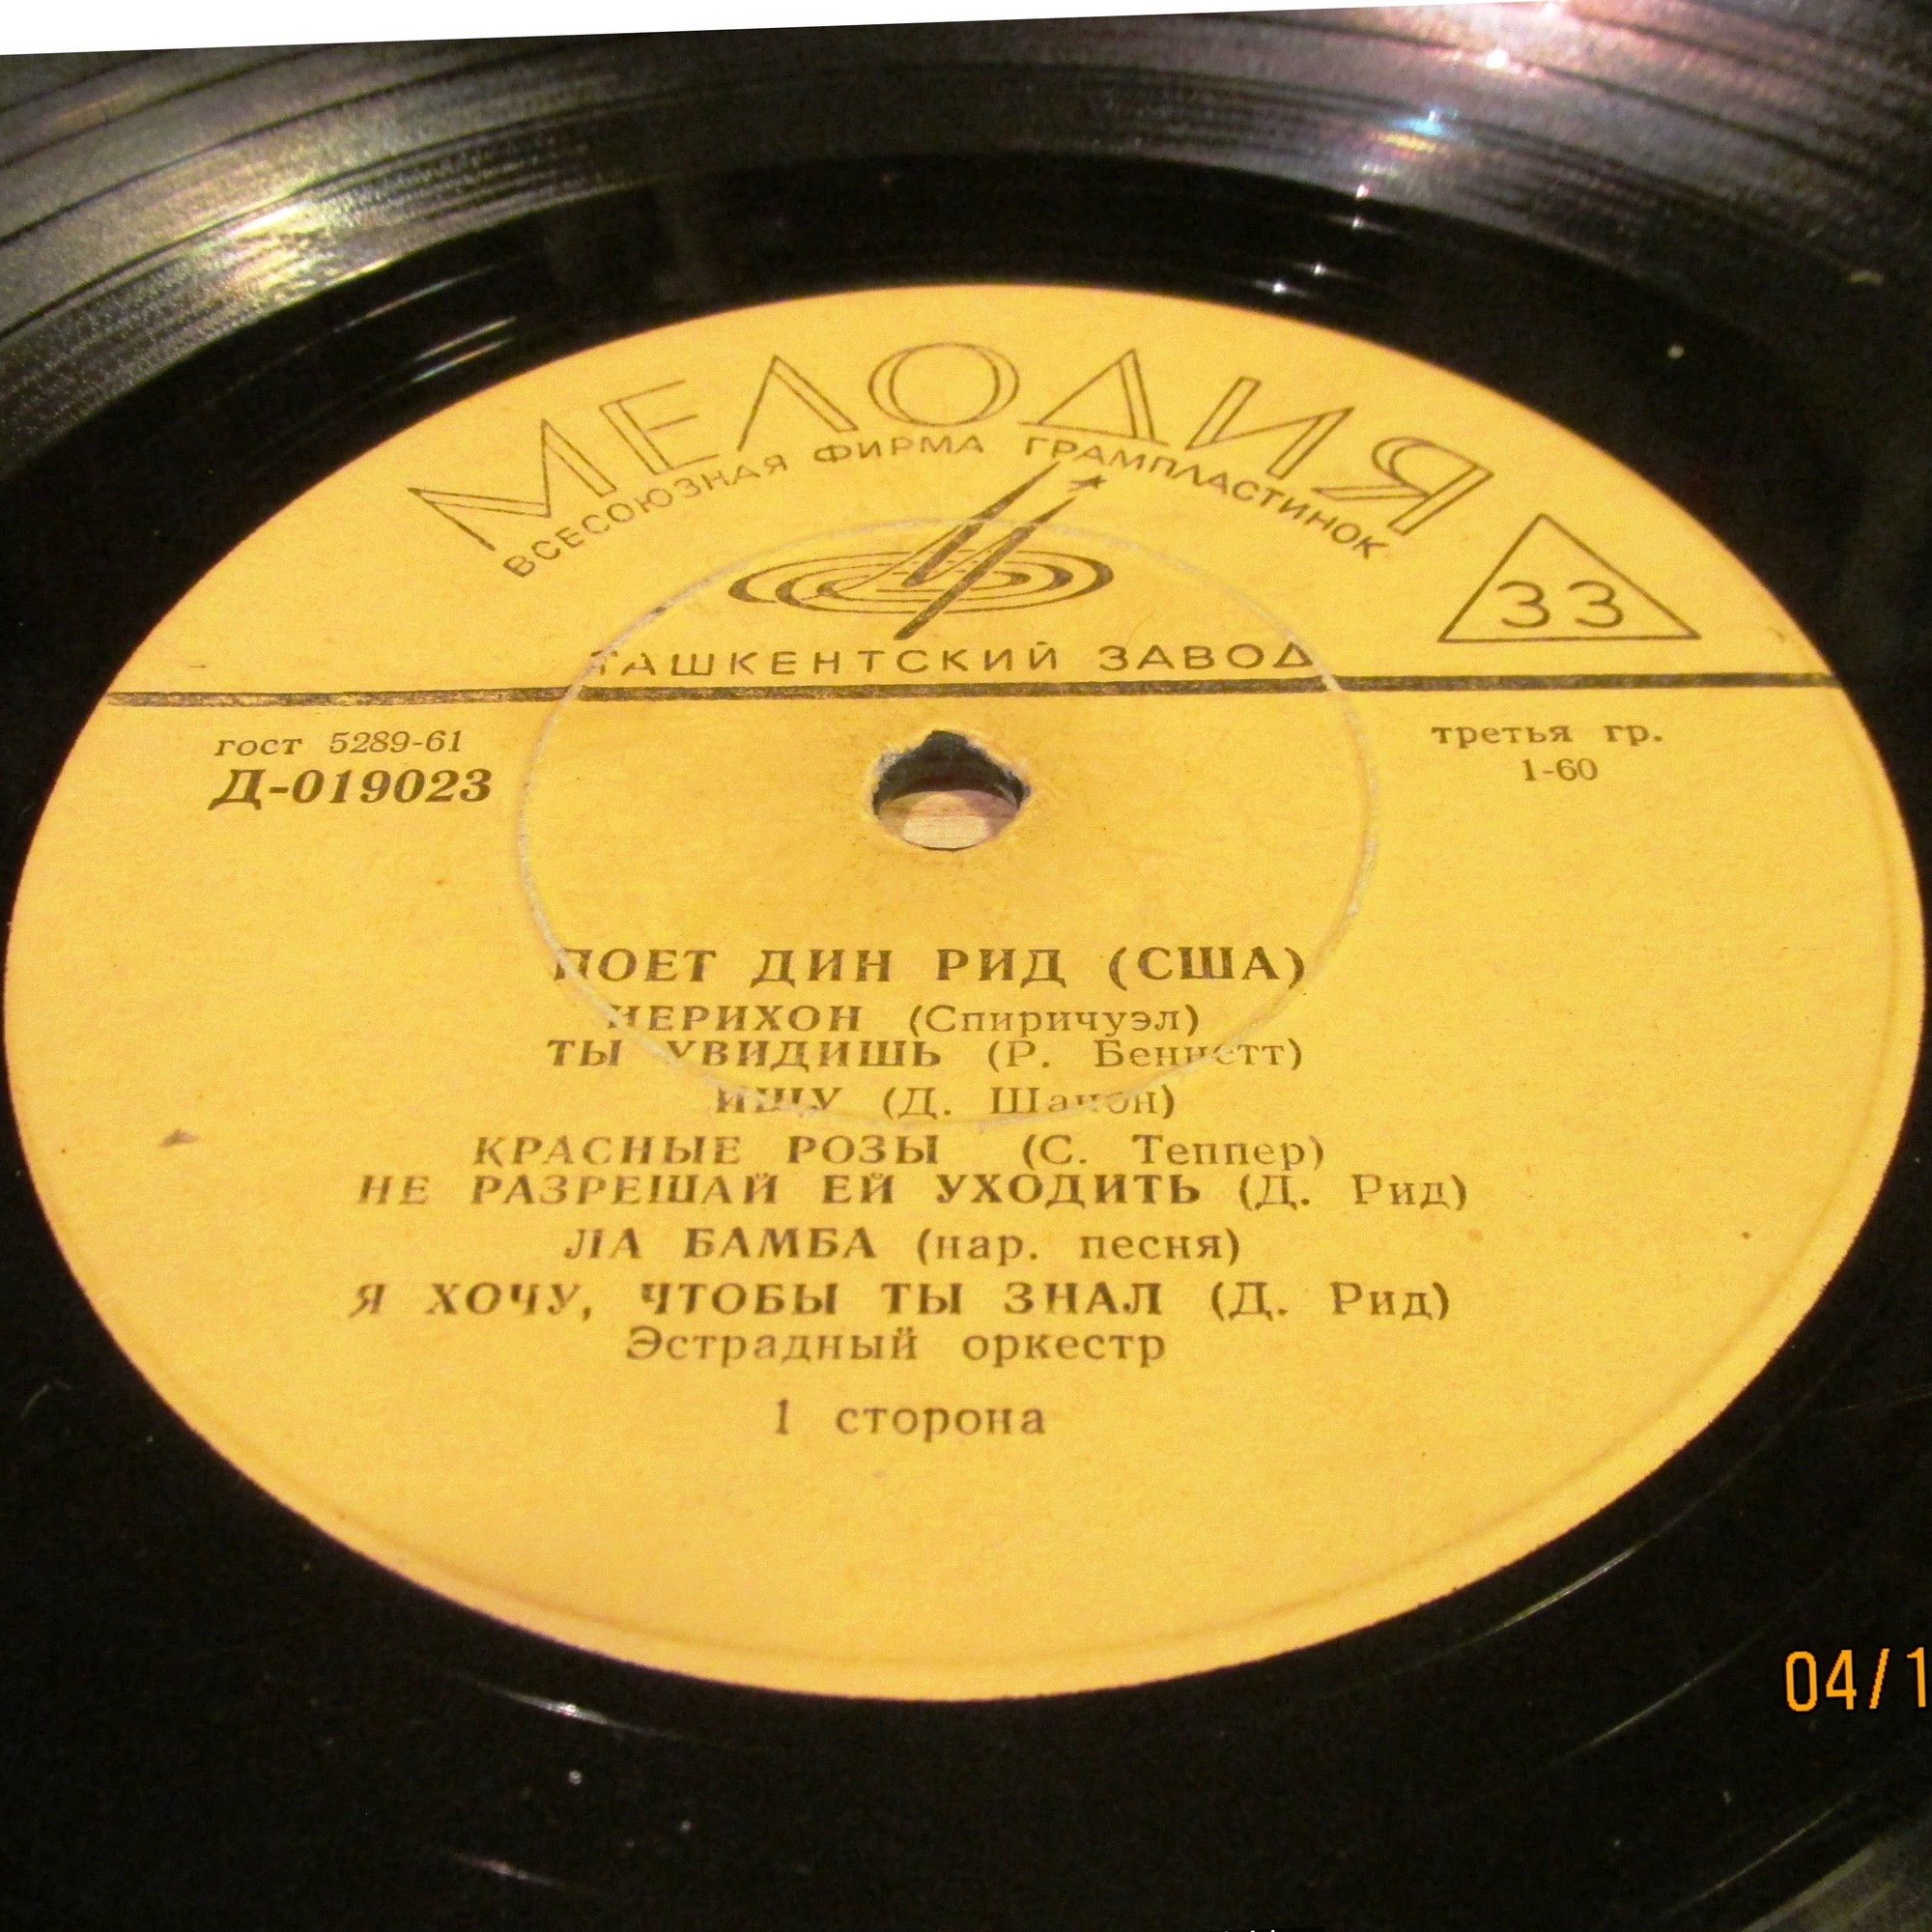 МЕЛОДИЯ
ВСЕСОЮЗНАЯ ФИРМА ГРАМПЛАСТИНОК
33
ТАШКЕНТСКИЙ ЗАВОД
гост 5289-61
Д-019023
третья гр.
1-60
ПОЕТ ДИН РИД (США)
ИЕРИХОН (Спиричуэл)
ТЫ УВИДИШЬ (Р. Беннетт)
ИЩУ (Д. Шанон)
КРАСНЫЕ РОЗЫ (С. Теппер)
НЕ РАЗРЕШАЙ ЕЙ УХОДИТЬ (Д. Рид)
ЛА БАМБА (нар. песня)
Я ХОЧУ, ЧТОБЫ ТЫ ЗНАЛ (Д. Рид)
Эстрадный оркестр
1 сторона
04/1